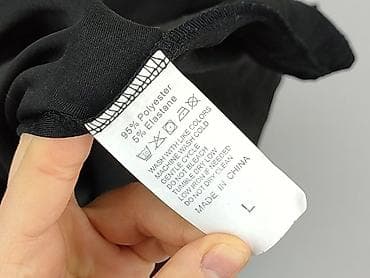 95% Polyester
5% Elastane
WASH WITH LIKE COLORS
MACHINE WASH COLD
GENTLE CYCLE
DO NOT BLEACH
TUMBLE DRY LOW
LOW IRON IF NEEDED
DO NOT DRY CLEAN
MADE IN CHINA
L